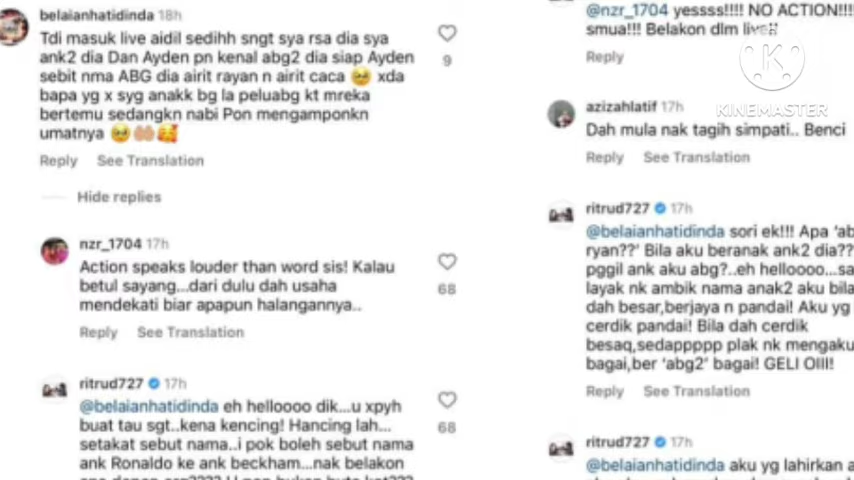 belaianhatidinda 18h
Tdi masuk live aidil sedihh sngt sya rsa dia sya
ank2 dia Dan Ayden pn kenal abg2 dia siap Ayden
sebit nma ABG dia airit rayan n airit caca 🥹 xda
bapa yg x syg anakk bg la peluabg kt mreka
bertemu sedangkn nabi Pon mengamponkn
umatnya 🥹🤲🏼🥰
Reply See Translation
9
Hide replies
nzr_1704 17h
Action speaks louder than word sis! Kalau
betul sayang...dari dulu dah usaha
mendekati biar apapun halangannya..
Reply See Translation
68
ritrud727 17h
@belaianhatidinda eh helloooo dik...u xpyh
buat tau sgt..kena kencing! Hancing lah...
setakat sebut nama..i pok boleh sebut nama
ank Ronaldo ke ank beckham...nak belakon
68
@nzr_1704 yessss!!!! NO ACTION!!!
smua!!! Belakon dlm live!!
Reply
K
KINEMASTER
azizahlatif 17h
Dah mula nak tagih simpati.. Benci
Reply See Translation
ritrud727 17h
@belaianhatidinda sori ek!!! Apa 'ab
ryan??' Bila aku beranak ank2 dia??
pggil ank aku abg?..eh helloooo...sa
layak nk ambik nama anak2 aku bila
dah besar,berjaya n pandai! Aku yg
cerdik pandai! Bila dah cerdik
besaq,sedappppp plak nk mengaku
bagai,ber 'abg2' bagai! GELI OIII!
Reply See Translation
ritrud727 17h
@belaianhatidinda aku yg lahirkan a